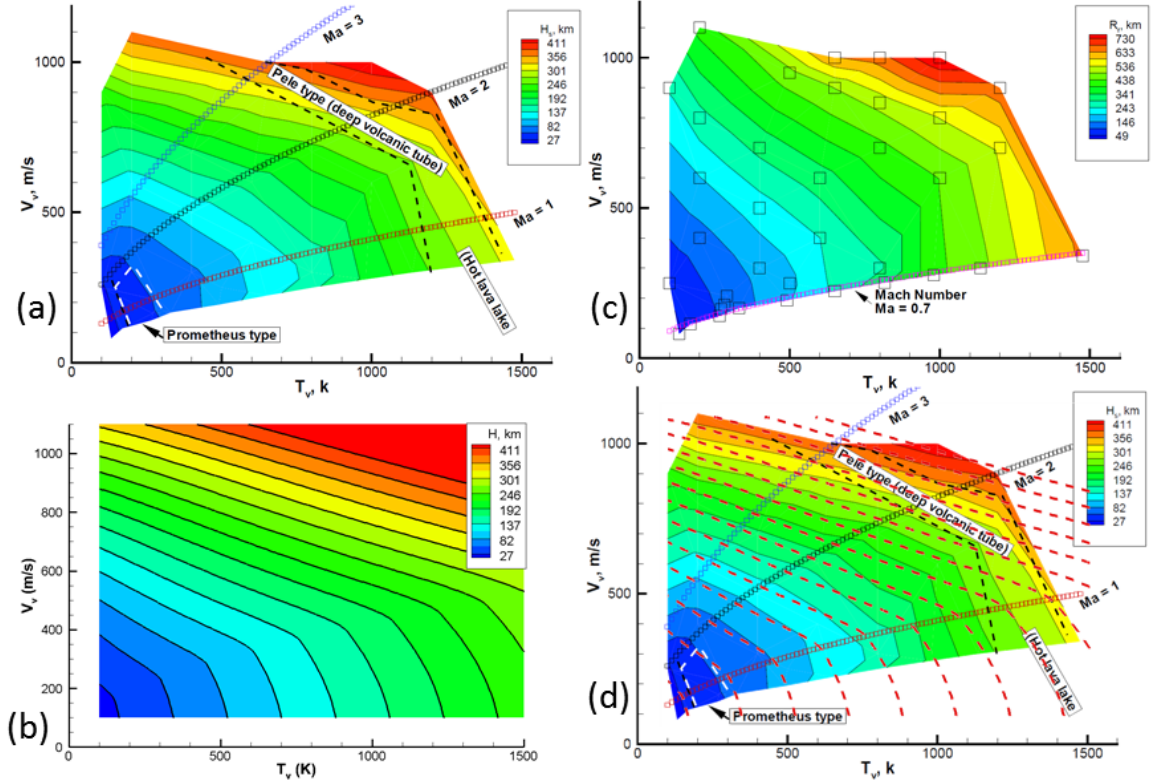 (a)
V_v, m/s
1000
500
0
0
500
1000
1500
T_v, k
Ma = 3
Ma = 2
Ma = 1
Pele type (deep volcanic tube)
(Hot lava lake
Prometheus type
H_s, km
411
356
301
246
192
137
82
27
(c)
V_v, m/s
1000
500
0
0
500
1000
1500
T_v, k
Mach Number
Ma = 0.7
R_r, km
730
633
536
438
341
243
146
49
(b)
V_v (m/s)
1000
800
600
400
200
0
0
500
1000
1500
T_v (K)
H, km
411
356
301
246
192
137
82
27
(d)
V_v, m/s
1000
500
0
0
500
1000
1500
T_v, k
Ma = 3
Ma = 2
Ma = 1
Pele type (deep volcanic tube)
(Hot lava lake
Prometheus type
H_s, km
411
356
301
246
192
137
82
27